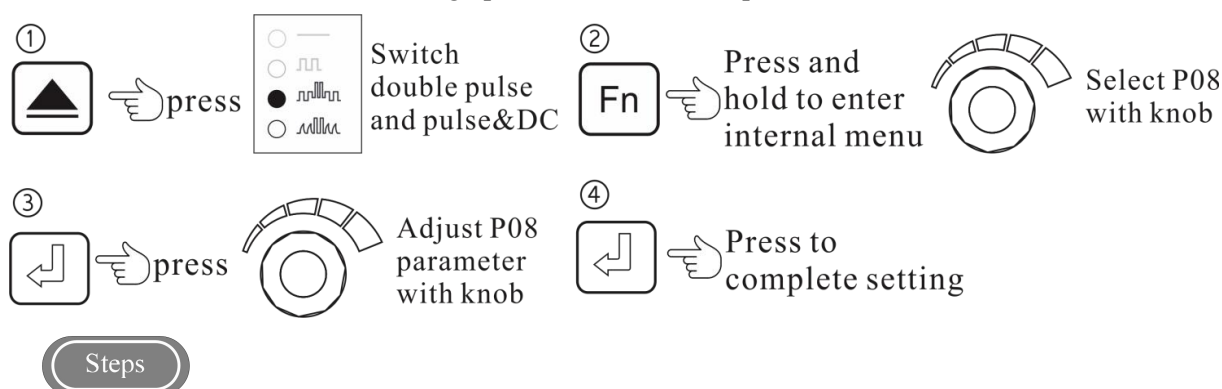 ①
press
Switch
double pulse
and pulse&DC
②
Fn
Press and
hold to enter
internal menu
Select P08
with knob
③
press
Adjust P08
parameter
with knob
④
Press to
complete setting
Steps